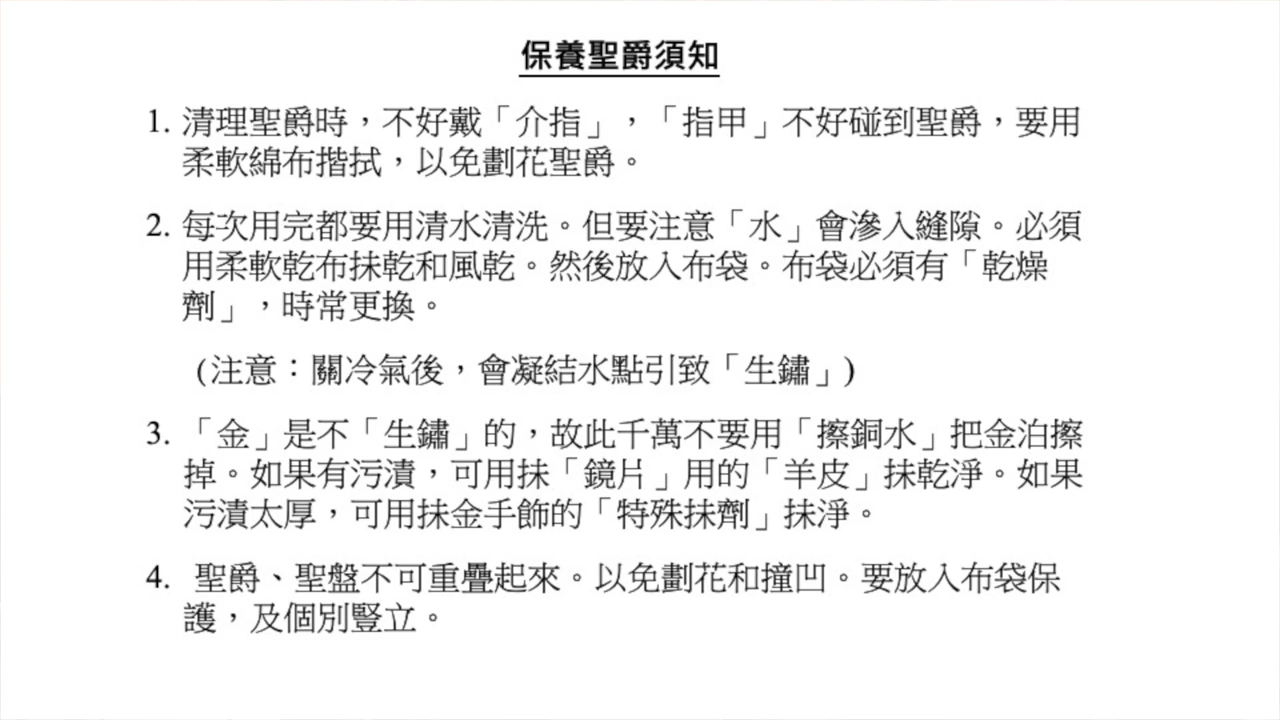 保養聖爵須知
1. 清理聖爵時，不好戴「介指」，「指甲」不好碰到聖爵，要用
柔軟綿布揩拭，以免劃花聖爵。
2. 每次用完都要用清水清洗。但要注意「水」會滲入縫隙。必須
用柔軟乾布抹乾和風乾。然後放入布袋。布袋必須有「乾燥
劑」，時常更換。
(注意：關冷氣後，會凝結水點引致「生鏽」)
3. 「金」是不「生鏽」的，故此千萬不要用「擦銅水」把金泊擦
掉。如果有污漬，可用抹「鏡片」用的「羊皮」抹乾淨。如果
污漬太厚，可用抹金手飾的「特殊抹劑」抹淨。
4. 聖爵、聖盤不可重疊起來。以免劃花和撞凹。要放入布袋保
護，及個別豎立。